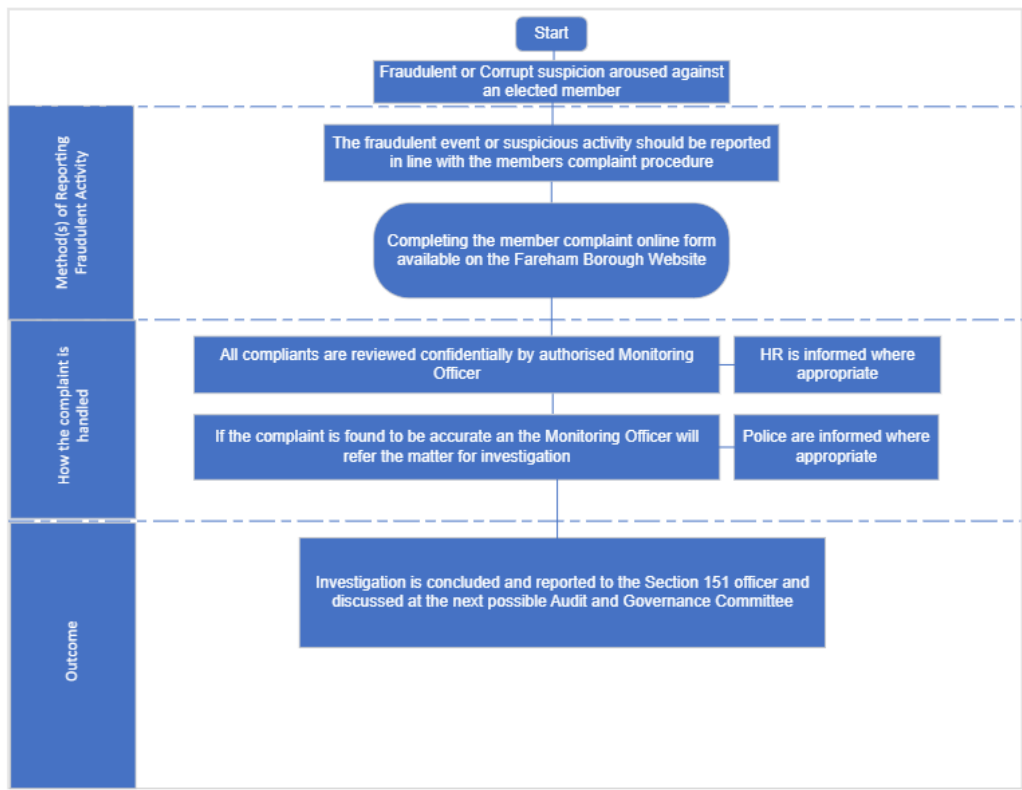 Start
Fraudulent or Corrupt suspicion aroused against
an elected member
Method(s) of Reporting
Fraudulent Activity
The fraudulent event or suspicious activity should be reported
in line with the members complaint procedure
Completing the member complaint online form
available on the Fareham Borough Website
How the complaint is
handled
All compliants are reviewed confidentially by authorised Monitoring
Officer
HR is informed where
appropriate
If the complaint is found to be accurate an the Monitoring Officer will
refer the matter for investigation
Police are informed where
appropriate
Outcome
Investigation is concluded and reported to the Section 151 officer and
discussed at the next possible Audit and Governance Committee